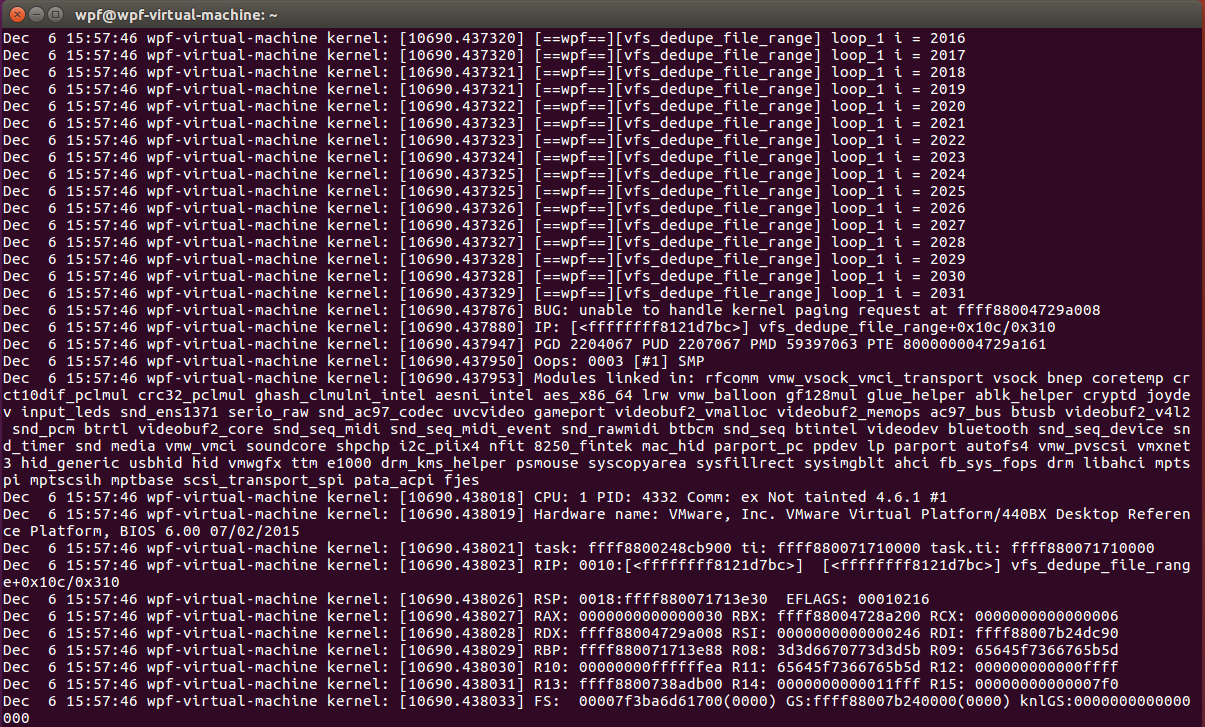 wpf@wpf-virtual-machine: ~
Dec  6 15:57:46 wpf-virtual-machine kernel: [10690.437320] [==wpf==][vfs_dedupe_file_range] loop_1 i = 2016
Dec  6 15:57:46 wpf-virtual-machine kernel: [10690.437320] [==wpf==][vfs_dedupe_file_range] loop_1 i = 2017
Dec  6 15:57:46 wpf-virtual-machine kernel: [10690.437321] [==wpf==][vfs_dedupe_file_range] loop_1 i = 2018
Dec  6 15:57:46 wpf-virtual-machine kernel: [10690.437321] [==wpf==][vfs_dedupe_file_range] loop_1 i = 2019
Dec  6 15:57:46 wpf-virtual-machine kernel: [10690.437322] [==wpf==][vfs_dedupe_file_range] loop_1 i = 2020
Dec  6 15:57:46 wpf-virtual-machine kernel: [10690.437323] [==wpf==][vfs_dedupe_file_range] loop_1 i = 2021
Dec  6 15:57:46 wpf-virtual-machine kernel: [10690.437323] [==wpf==][vfs_dedupe_file_range] loop_1 i = 2022
Dec  6 15:57:46 wpf-virtual-machine kernel: [10690.437324] [==wpf==][vfs_dedupe_file_range] loop_1 i = 2023
Dec  6 15:57:46 wpf-virtual-machine kernel: [10690.437325] [==wpf==][vfs_dedupe_file_range] loop_1 i = 2024
Dec  6 15:57:46 wpf-virtual-machine kernel: [10690.437325] [==wpf==][vfs_dedupe_file_range] loop_1 i = 2025
Dec  6 15:57:46 wpf-virtual-machine kernel: [10690.437326] [==wpf==][vfs_dedupe_file_range] loop_1 i = 2026
Dec  6 15:57:46 wpf-virtual-machine kernel: [10690.437326] [==wpf==][vfs_dedupe_file_range] loop_1 i = 2027
Dec  6 15:57:46 wpf-virtual-machine kernel: [10690.437327] [==wpf==][vfs_dedupe_file_range] loop_1 i = 2028
Dec  6 15:57:46 wpf-virtual-machine kernel: [10690.437328] [==wpf==][vfs_dedupe_file_range] loop_1 i = 2029
Dec  6 15:57:46 wpf-virtual-machine kernel: [10690.437328] [==wpf==][vfs_dedupe_file_range] loop_1 i = 2030
Dec  6 15:57:46 wpf-virtual-machine kernel: [10690.437329] [==wpf==][vfs_dedupe_file_range] loop_1 i = 2031
Dec  6 15:57:46 wpf-virtual-machine kernel: [10690.437876] BUG: unable to handle kernel paging request at ffff88004729a008
Dec  6 15:57:46 wpf-virtual-machine kernel: [10690.437880] IP: [<ffffffff8121d7bc>] vfs_dedupe_file_range+0x10c/0x310
Dec  6 15:57:46 wpf-virtual-machine kernel: [10690.437947] PGD 2204067 PUD 2207067 PMD 59397063 PTE 800000004729a161
Dec  6 15:57:46 wpf-virtual-machine kernel: [10690.437950] Oops: 0003 [#1] SMP
Dec  6 15:57:46 wpf-virtual-machine kernel: [10690.437953] Modules linked in: rfcomm vmw_vsock_vmci_transport vsock bnep coretemp cr
ct10dif_pclmul crc32_pclmul ghash_clmulni_intel aesni_intel aes_x86_64 lrw vmw_balloon gf128mul glue_helper ablk_helper cryptd joyde
v input_leds snd_ens1371 serio_raw snd_ac97_codec uvcvideo gameport videobuf2_vmalloc videobuf2_memops ac97_bus btusb videobuf2_v4l2
 snd_pcm btrtl videobuf2_core snd_seq_midi snd_seq_midi_event snd_rawmidi btbcm snd_seq btintel videodev bluetooth snd_seq_device sn
d_timer snd media vmw_vmci soundcore shpchp i2c_piix4 nfit 8250_fintek mac_hid parport_pc ppdev lp parport autofs4 vmw_pvscsi vmxnet
3 hid_generic usbhid hid vmwgfx ttm e1000 drm_kms_helper psmouse syscopyarea sysfillrect sysimgblt ahci fb_sys_fops drm libahci mpts
pi mptscsih mptbase scsi_transport_spi pata_acpi fjes
Dec  6 15:57:46 wpf-virtual-machine kernel: [10690.438018] CPU: 1 PID: 4332 Comm: ex Not tainted 4.6.1 #1
Dec  6 15:57:46 wpf-virtual-machine kernel: [10690.438019] Hardware name: VMware, Inc. VMware Virtual Platform/440BX Desktop Referen
ce Platform, BIOS 6.00 07/02/2015
Dec  6 15:57:46 wpf-virtual-machine kernel: [10690.438021] task: ffff8800248cb900 ti: ffff880071710000 task.ti: ffff880071710000
Dec  6 15:57:46 wpf-virtual-machine kernel: [10690.438023] RIP: 0010:[<ffffffff8121d7bc>]  [<ffffffff8121d7bc>] vfs_dedupe_file_rang
e+0x10c/0x310
Dec  6 15:57:46 wpf-virtual-machine kernel: [10690.438026] RSP: 0018:ffff880071713e30  EFLAGS: 00010216
Dec  6 15:57:46 wpf-virtual-machine kernel: [10690.438027] RAX: 0000000000000030 RBX: ffff88004728a200 RCX: 0000000000000006
Dec  6 15:57:46 wpf-virtual-machine kernel: [10690.438028] RDX: ffff88004729a008 RSI: 0000000000000246 RDI: ffff88007b24dc90
Dec  6 15:57:46 wpf-virtual-machine kernel: [10690.438029] RBP: ffff880071713e88 R08: 3d3d6670773d3d5b R09: 65645f7366765b5d
Dec  6 15:57:46 wpf-virtual-machine kernel: [10690.438030] R10: 00000000ffffffea R11: 65645f7366765b5d R12: 000000000000ffff
Dec  6 15:57:46 wpf-virtual-machine kernel: [10690.438031] R13: ffff8800738adb00 R14: 0000000000011fff R15: 00000000000007f0
Dec  6 15:57:46 wpf-virtual-machine kernel: [10690.438033] FS:  00007f3ba6d61700(0000) GS:ffff88007b240000(0000) knlGS:0000000000000
000